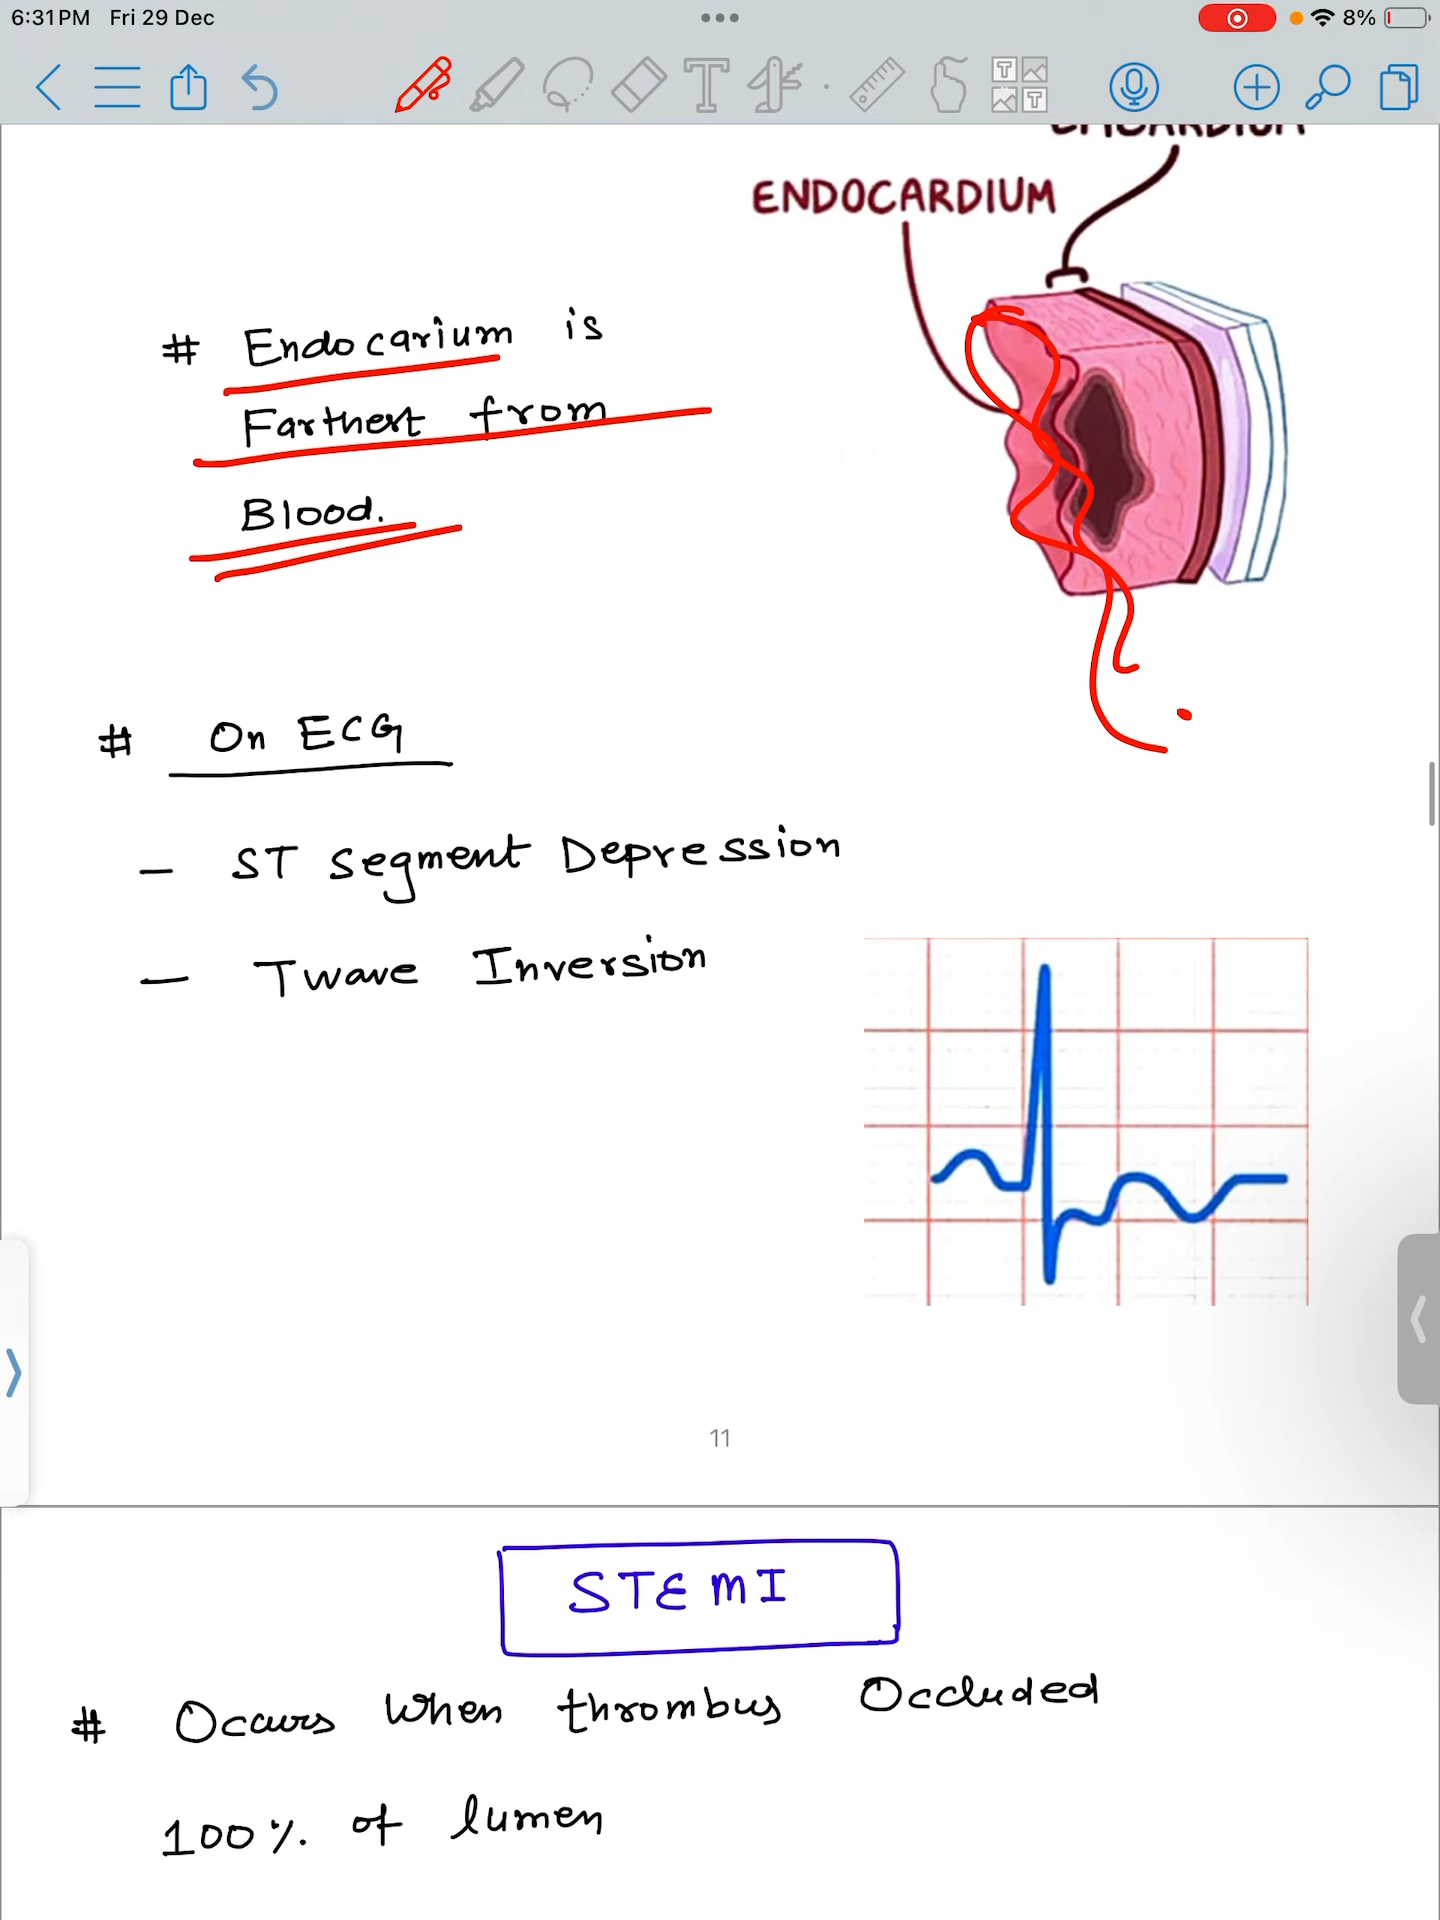 6:31 PM Fri 29 Dec
8%
ENDOCARDIUM
# Endocarium is
Farthest from
Blood.
# On ECG
- ST Segment Depression
- T wave Inversion
11
STEMI
# Occurs When thrombus Occluded
100% of lumen